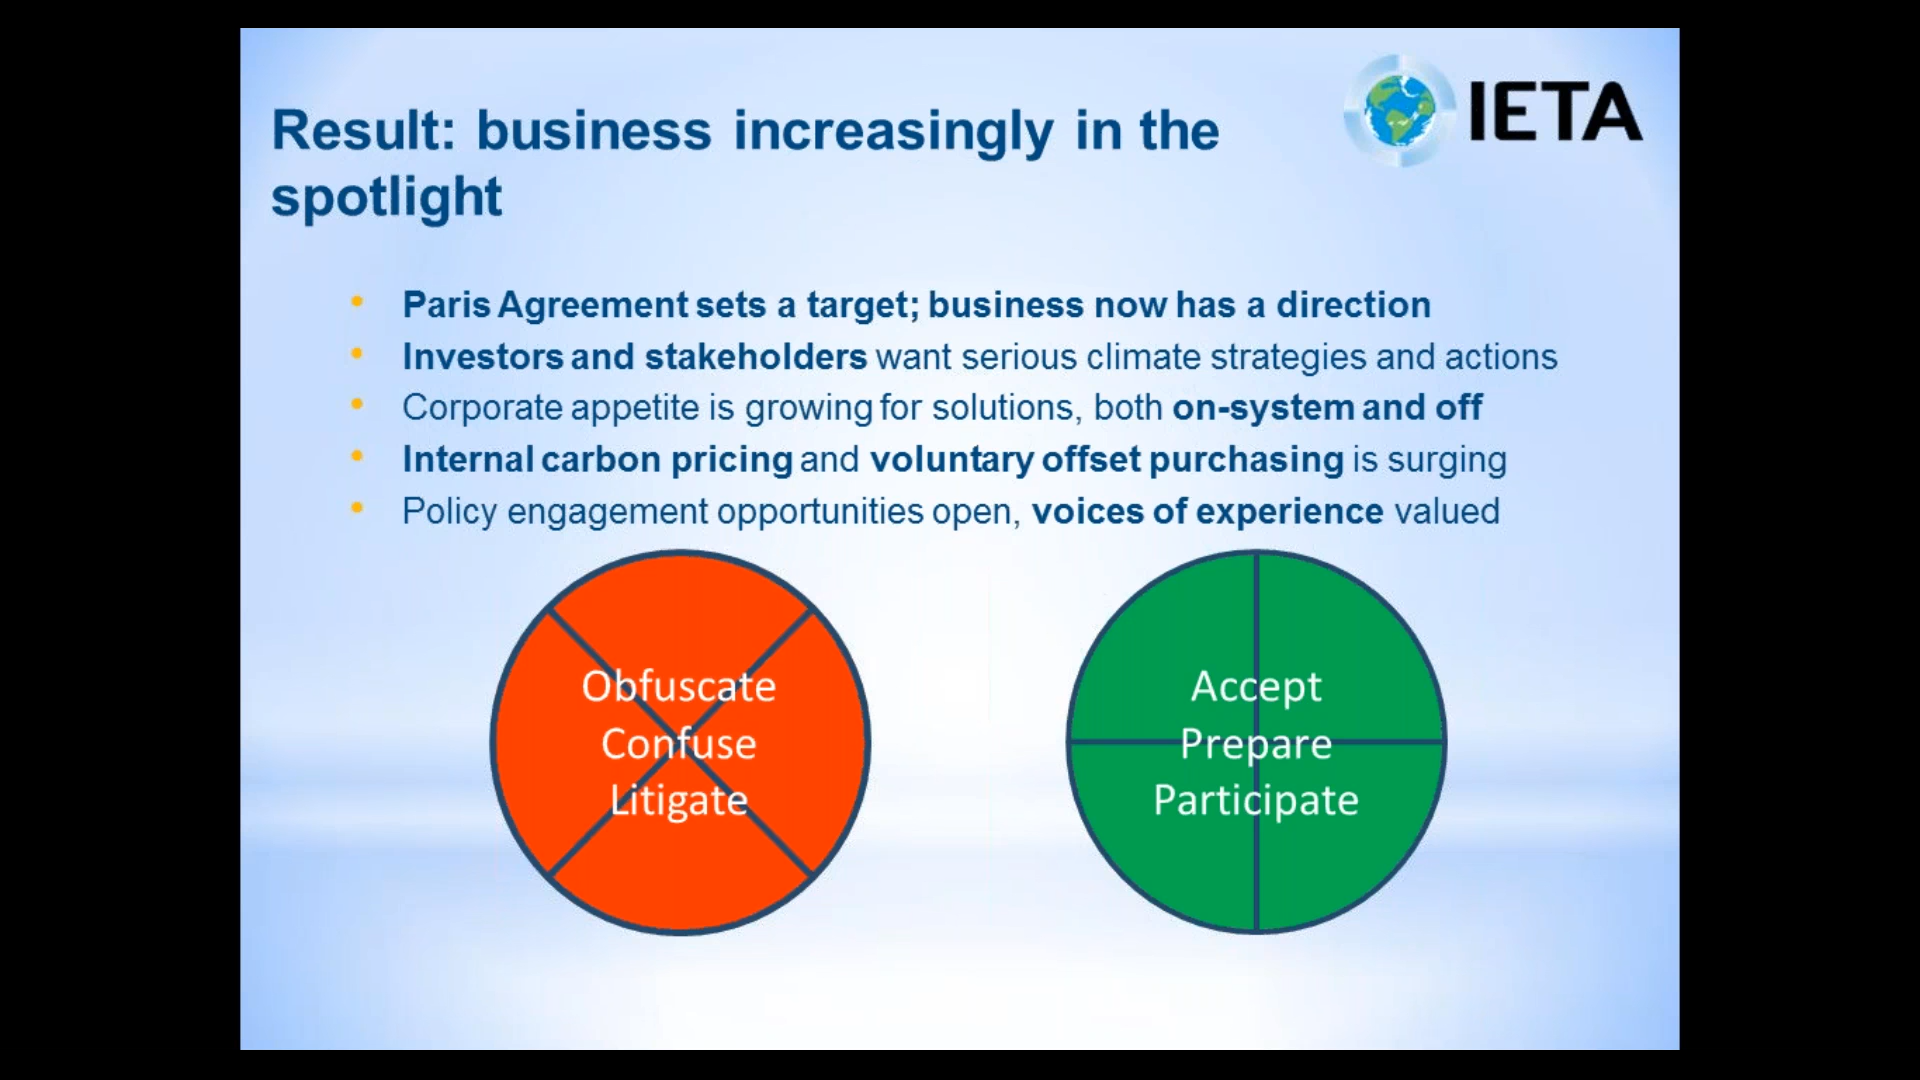 IETA
Result: business increasingly in the
spotlight
Paris Agreement sets a target; business now has a direction
Investors and stakeholders want serious climate strategies and actions
Corporate appetite is growing for solutions, both on-system and off
Internal carbon pricing and voluntary offset purchasing is surging
Policy engagement opportunities open, voices of experience valued
Obfuscate
Confuse
Litigate
Accept
Prepare
Participate